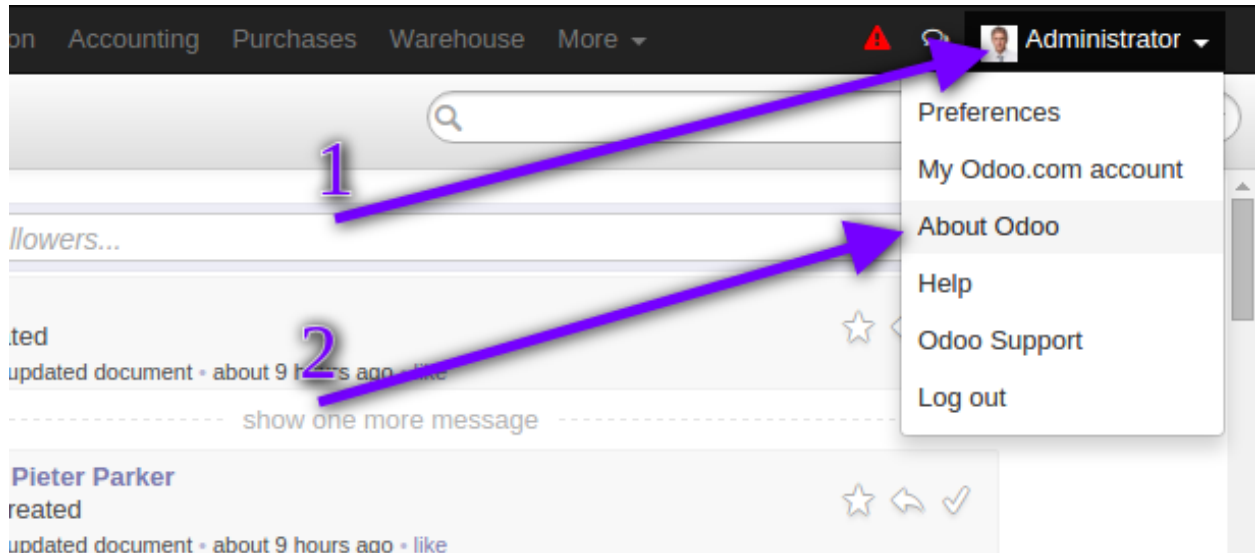 on Accounting Purchases Warehouse More Administrator
Preferences
1
My Odoo.com account
llowers...
About Odoo
Help
2
ted
Odoo Support
updated document • about 9 hours ago • like
Log out
show one more message
Pieter Parker
reated
updated document • about 9 hours ago • like